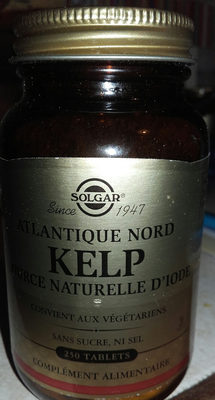 SOLGAR
Since 1947
ATLANTIQUE NORD
KELP
NATURELLE D'IODE
CONVIENT AUX VÉGÉTARIENS
SANS SUCRE, NI SEL
250 TABLETS
COMPLÉMENT ALIMENTAIRE